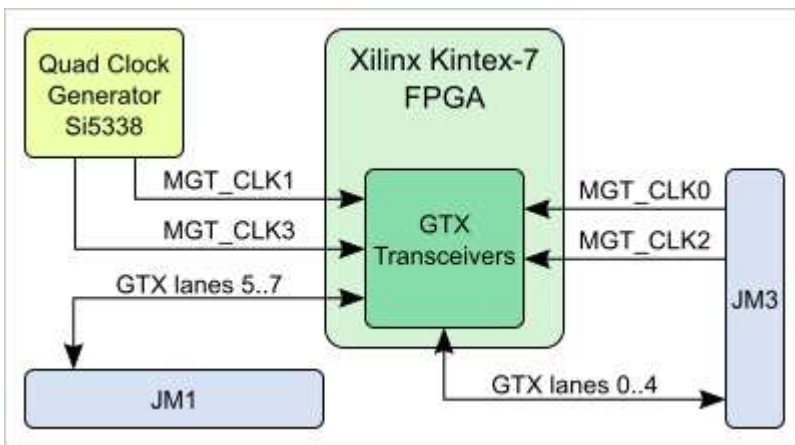 Quad Clock
Generator
Si5338
Xilinx Kintex-7
FPGA
MGT_CLK1
MGT_CLK3
GTX
Transceivers
MGT_CLK0
MGT_CLK2
GTX lanes 5..7
JM3
JM1
GTX lanes 0..4